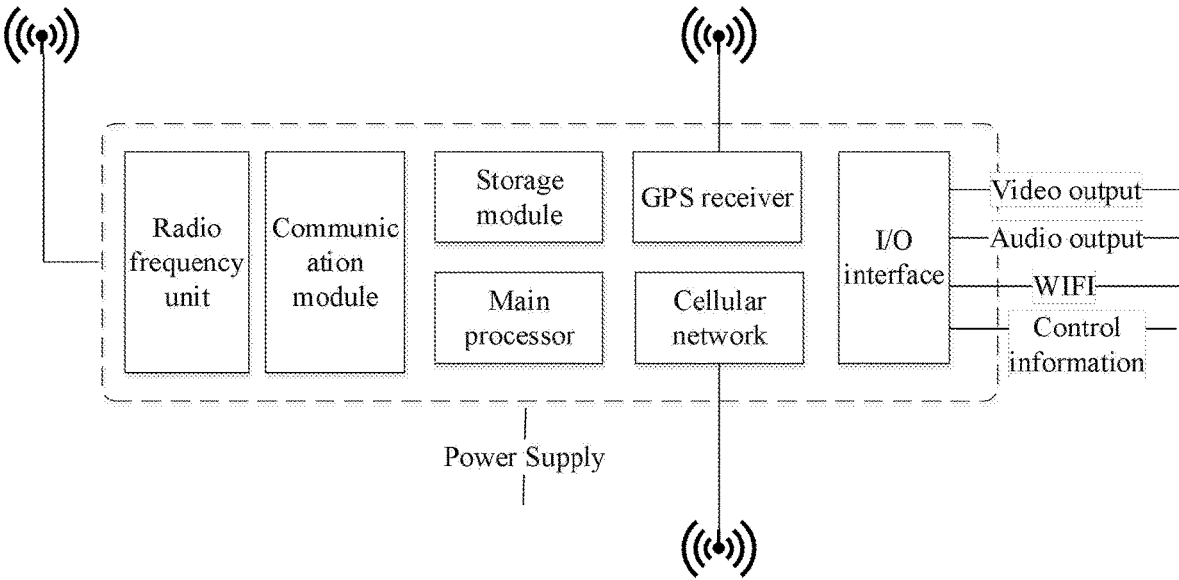 Radio
frequency
unit
Communic
ation
module
Storage
module
Main
processor
GPS receiver
Cellular
network
I/O
interface
Video output
Audio output
WIFI
Control
information
Power Supply